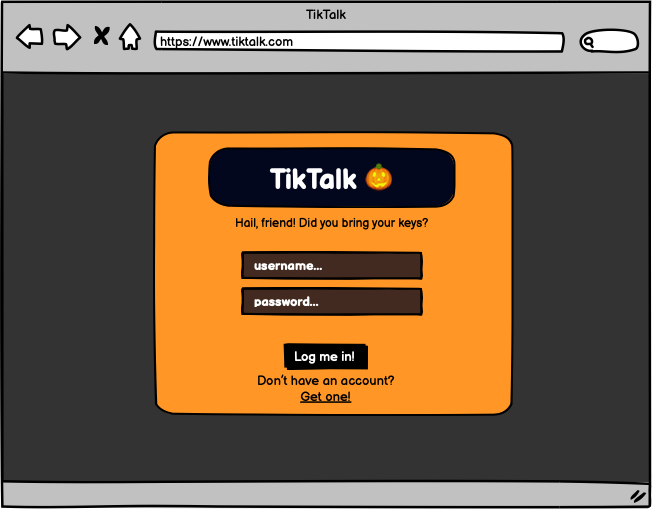 TikTalk
https://www.tiktalk.com
TikTalk 🎃
Hail, friend! Did you bring your keys?
username...
password...
Log me in!
Don't have an account?
Get one!